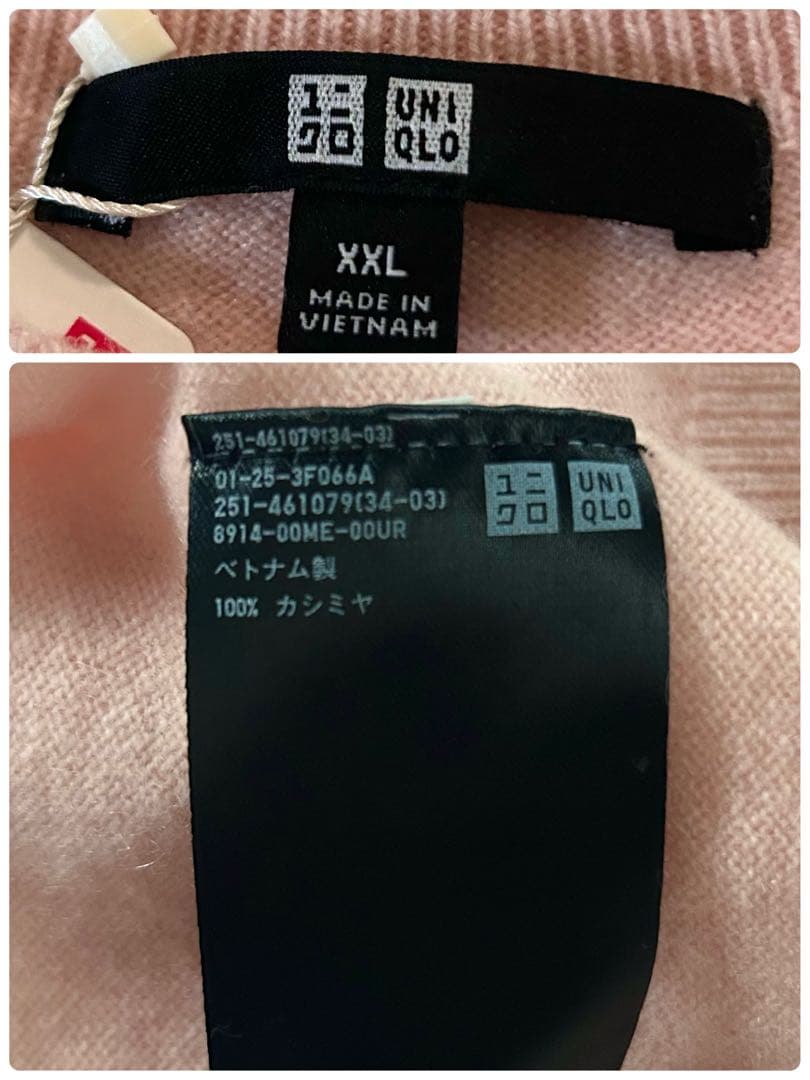 ユニ UNI
クロ QLO
XXL
MADE IN
VIETNAM
251-461079(34-03)
01-25-3F066A
251-461079(34-03)
8914-00ME-00UR
ユニ UNI
クロ QLO
ベトナム製
100% カシミヤ